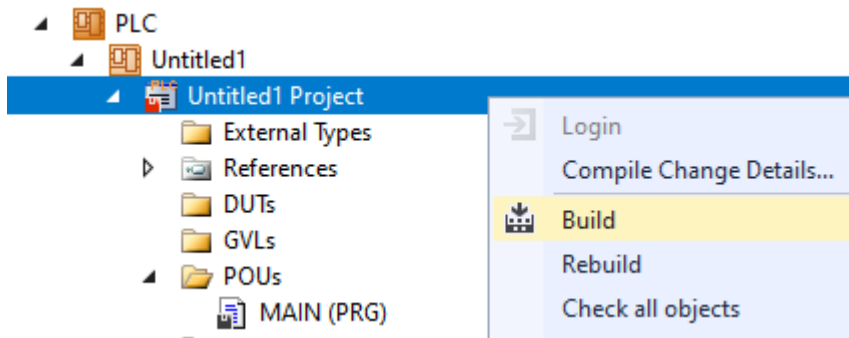 PLC
Untitled1
Untitled1 Project
External Types
References
DUTs
GVLs
POUs
MAIN (PRG)
Login
Compile Change Details...
Build
Rebuild
Check all objects